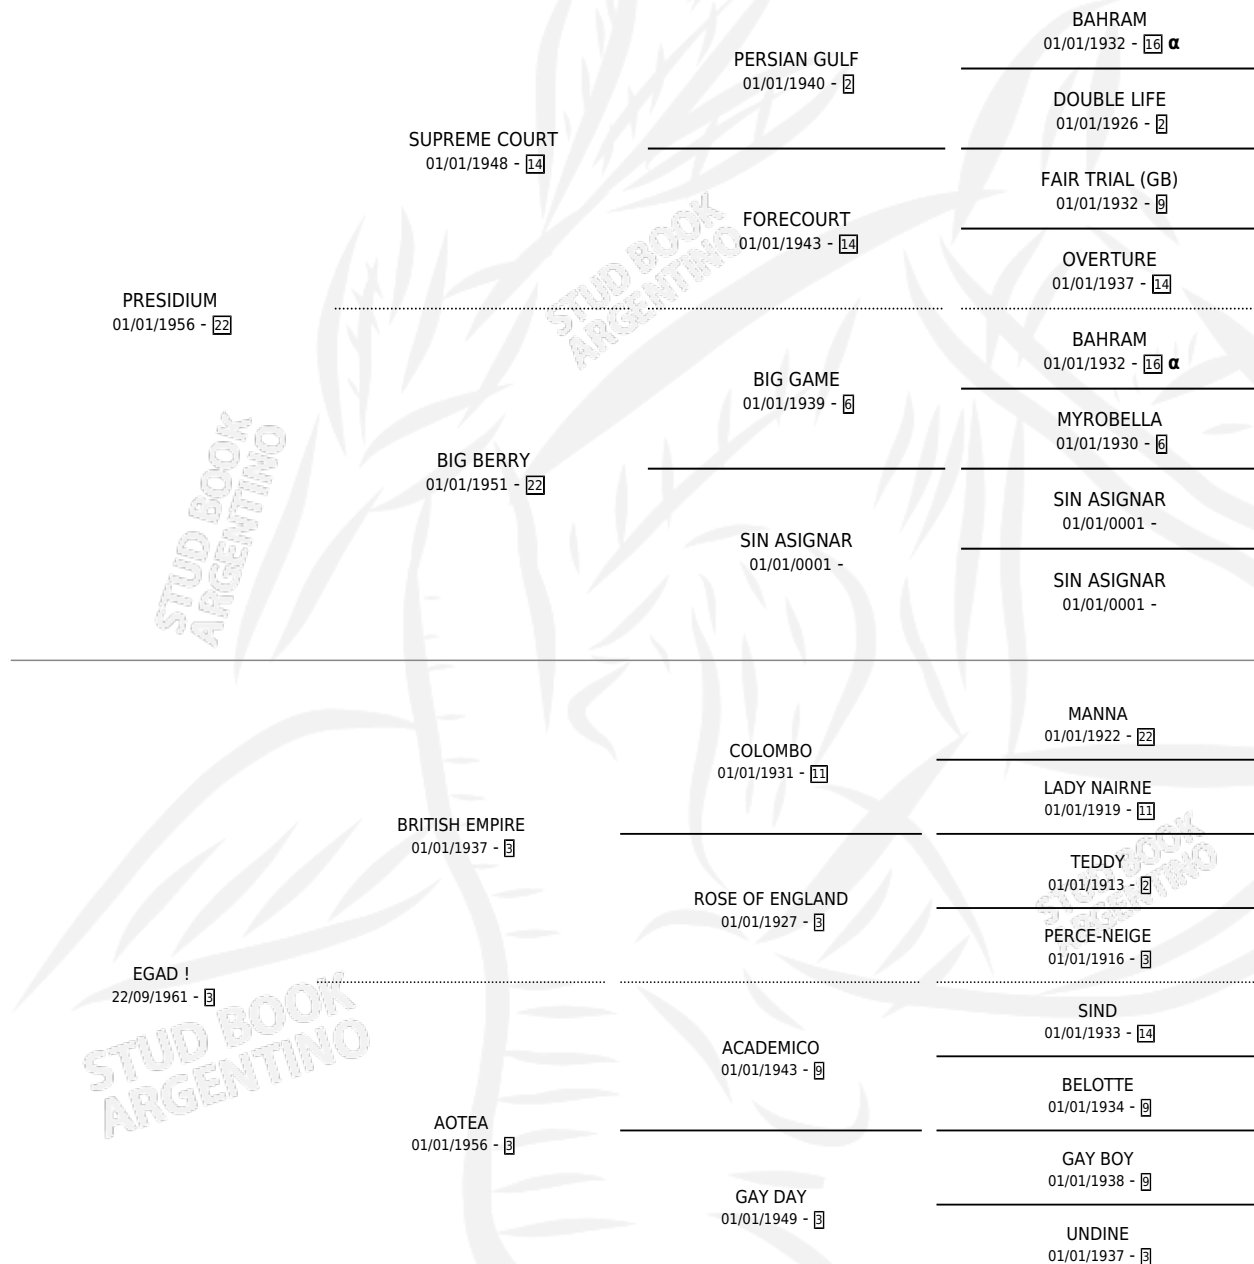 BAHRAM
01/01/1932 - 16 α
PERSIAN GULF
01/01/1940 - 2
DOUBLE LIFE
01/01/1926 - 2
SUPREME COURT
01/01/1948 - 14
FAIR TRIAL (GB)
01/01/1932 - 9
FORECOURT
01/01/1943 - 14
OVERTURE
01/01/1937 - 14
PRESIDIUM
01/01/1956 - 22
BAHRAM
01/01/1932 - 16 α
BIG GAME
01/01/1939 - 6
MYROBELLA
01/01/1930 - 6
BIG BERRY
01/01/1951 - 22
SIN ASIGNAR
01/01/0001 -
SIN ASIGNAR
01/01/0001 -
SIN ASIGNAR
01/01/0001 -
STUD BOOK
ARGENTINO
STUD BOOK
ARGENTINO
MANNA
01/01/1922 - 22
COLOMBO
01/01/1931 - 11
LADY NAIRNE
01/01/1919 - 11
BRITISH EMPIRE
01/01/1937 - 3
TEDDY
01/01/1913 - 2
ROSE OF ENGLAND
01/01/1927 - 3
PERCE-NEIGE
01/01/1916 - 3
EGAD !
22/09/1961 - 3
SIND
01/01/1933 - 14
ACADEMICO
01/01/1943 - 9
BELOTTE
01/01/1934 - 9
AOTEA
01/01/1956 - 3
GAY BOY
01/01/1938 - 9
GAY DAY
01/01/1949 - 3
UNDINE
01/01/1937 - 3
STUD BOOK
ARGENTINO
STUD BOOK
ARGENTINO